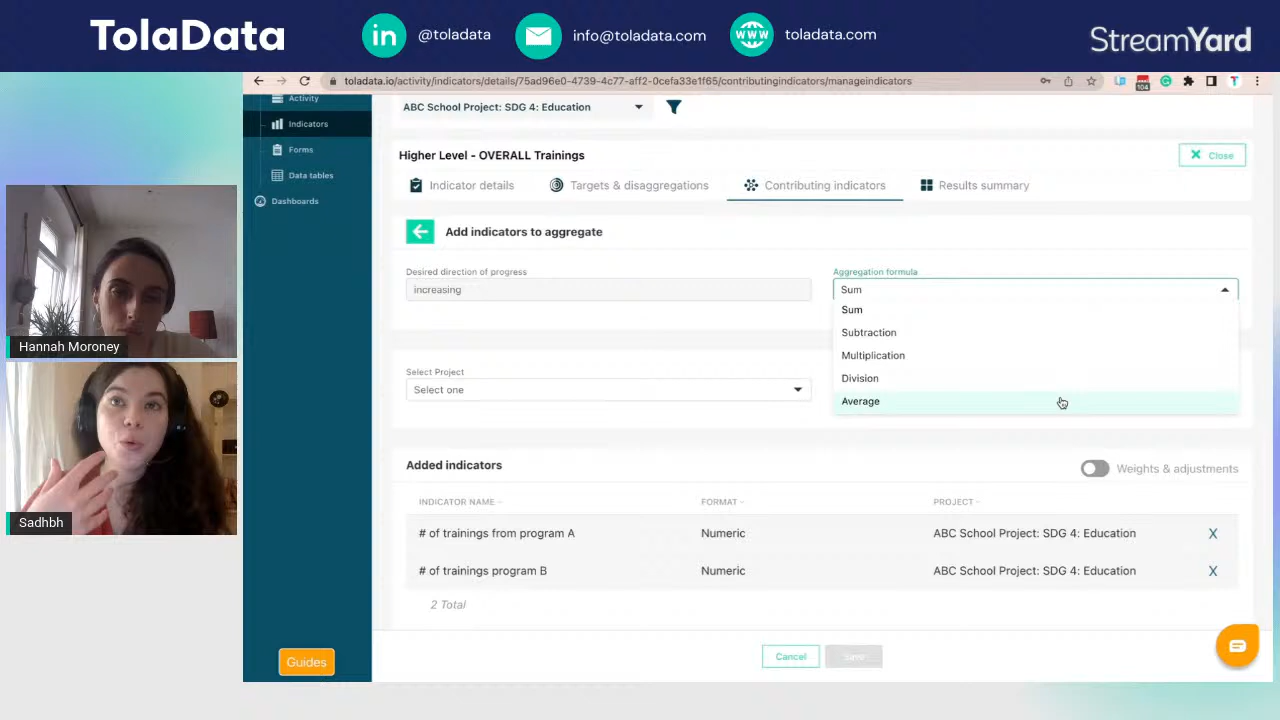 TolaData
in @toladata
info@toladata.com
www toladata.com
StreamYard
toladata.io/activity/indicators/details/75ad96e0-4739-4c77-aff2-0cefa33e1f65/contributingindicators/manageindicators
104
T
Activity
Indicators
Forms
Data tables
Dashboards
Guides
ABC School Project: SDG 4: Education
Higher Level - OVERALL Trainings
X Close
Indicator details
Targets & disaggregations
Contributing indicators
Results summary
Add indicators to aggregate
Desired direction of progress
increasing
Aggregation formula
Sum
Sum
Subtraction
Multiplication
Division
Average
Select Project
Select one
Added indicators
Weights & adjustments
INDICATOR NAME
FORMAT
PROJECT
# of trainings from program A Numeric ABC School Project: SDG 4: Education X
# of trainings program B Numeric ABC School Project: SDG 4: Education X
2 Total
Cancel
Save
Hannah Moroney
Sadhbh